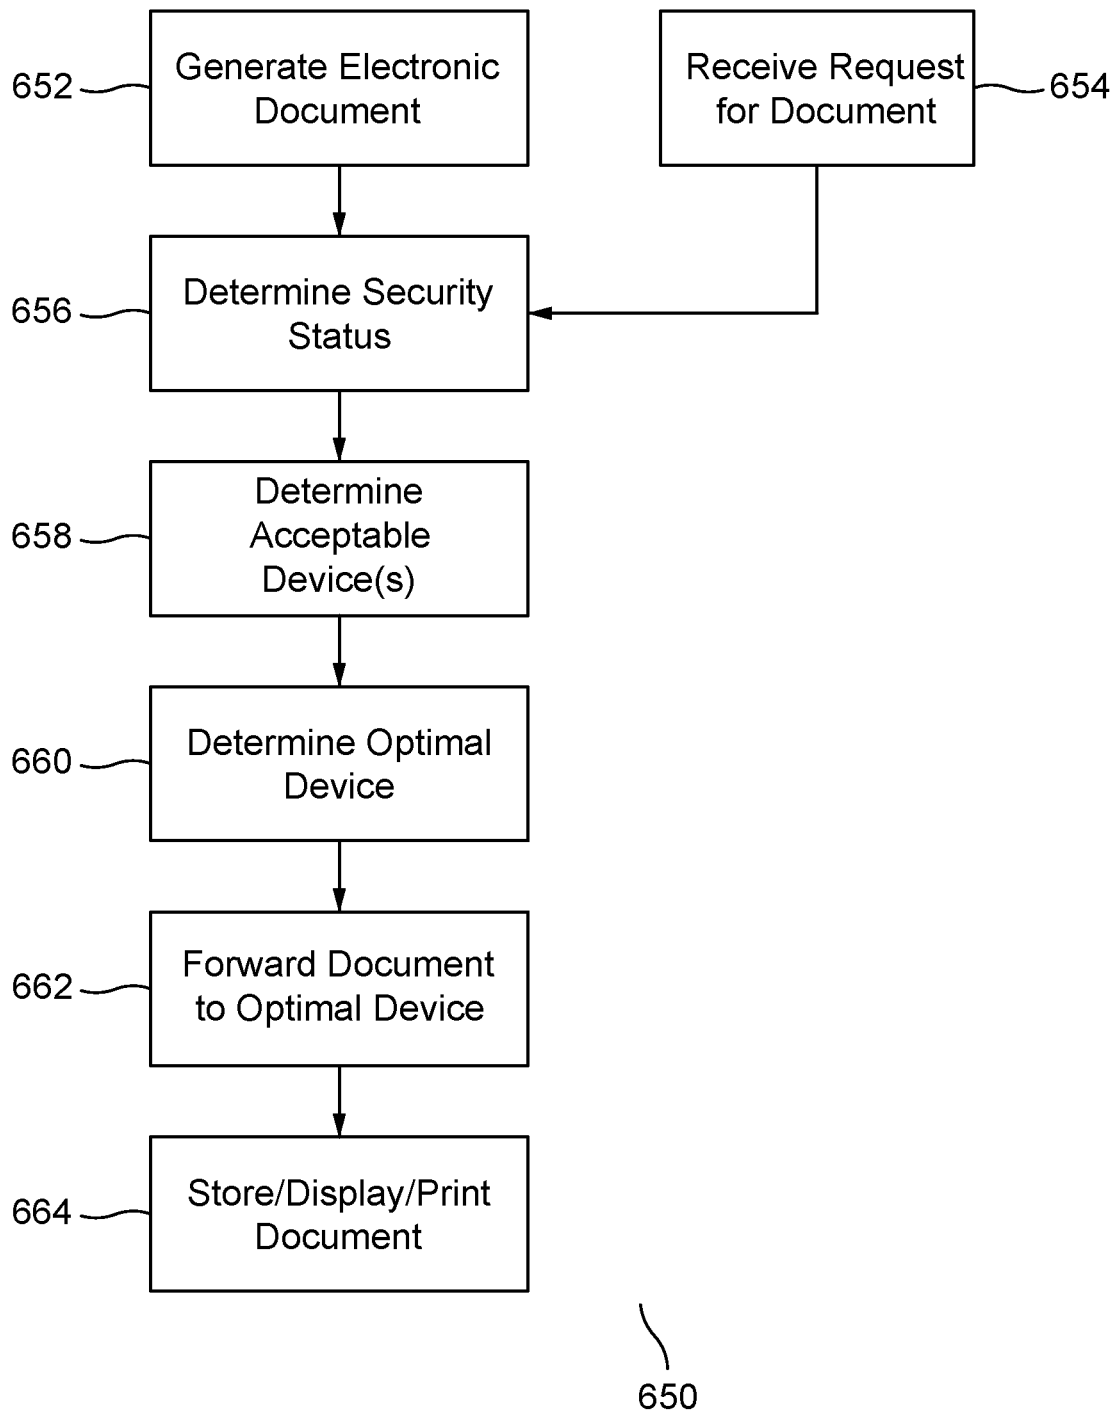 652
Generate Electronic
Document
Receive Request
for Document
654
656
Determine Security
Status
658
Determine
Acceptable
Device(s)
660
Determine Optimal
Device
662
Forward Document
to Optimal Device
664
Store/Display/Print
Document
650